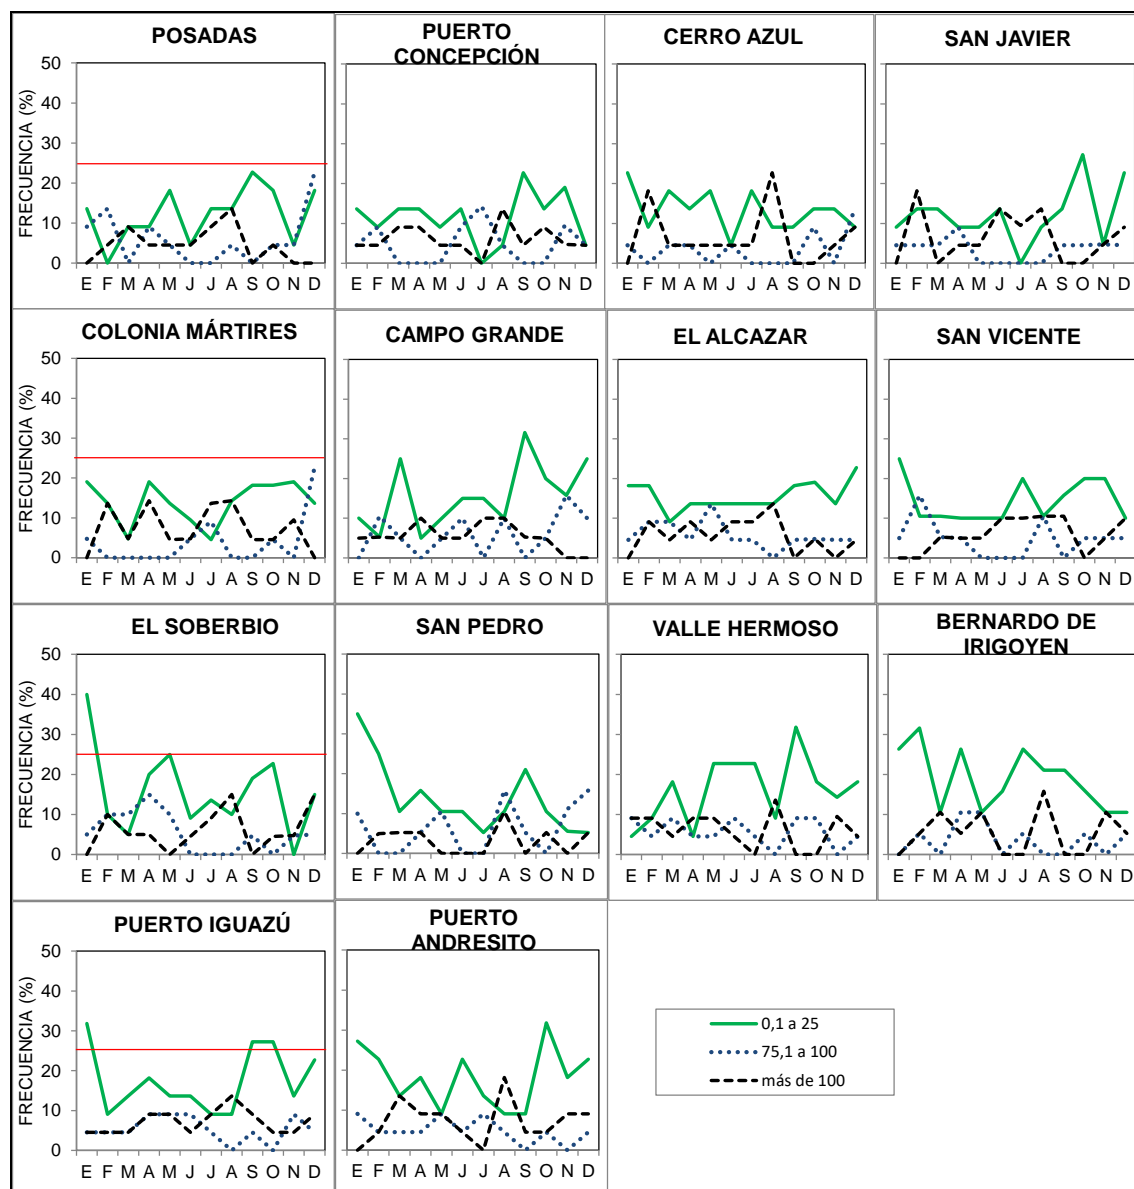 POSADAS
PUERTO
CONCEPCIÓN
CERRO AZUL
SAN JAVIER
FRECUENCIA (%)
50
40
30
20
10
0
E F M A M J J A S O N D
E F M A M J J A S O N D
E F M A M J J A S O N D
E F M A M J J A S O N D
COLONIA MÁRTIRES
CAMPO GRANDE
EL ALCAZAR
SAN VICENTE
FRECUENCIA (%)
50
40
30
20
10
0
E F M A M J J A S O N D
E F M A M J J A S O N D
E F M A M J J A S O N D
E F M A M J J A S O N D
EL SOBERBIO
SAN PEDRO
VALLE HERMOSO
BERNARDO DE
IRIGOYEN
FRECUENCIA (%)
50
40
30
20
10
0
E F M A M J J A S O N D
E F M A M J J A S O N D
E F M A M J J A S O N D
E F M A M J J A S O N D
PUERTO IGUAZÚ
PUERTO
ANDRESITO
FRECUENCIA (%)
50
40
30
20
10
0
E F M A M J J A S O N D
E F M A M J J A S O N D
0,1 a 25
75,1 a 100
más de 100